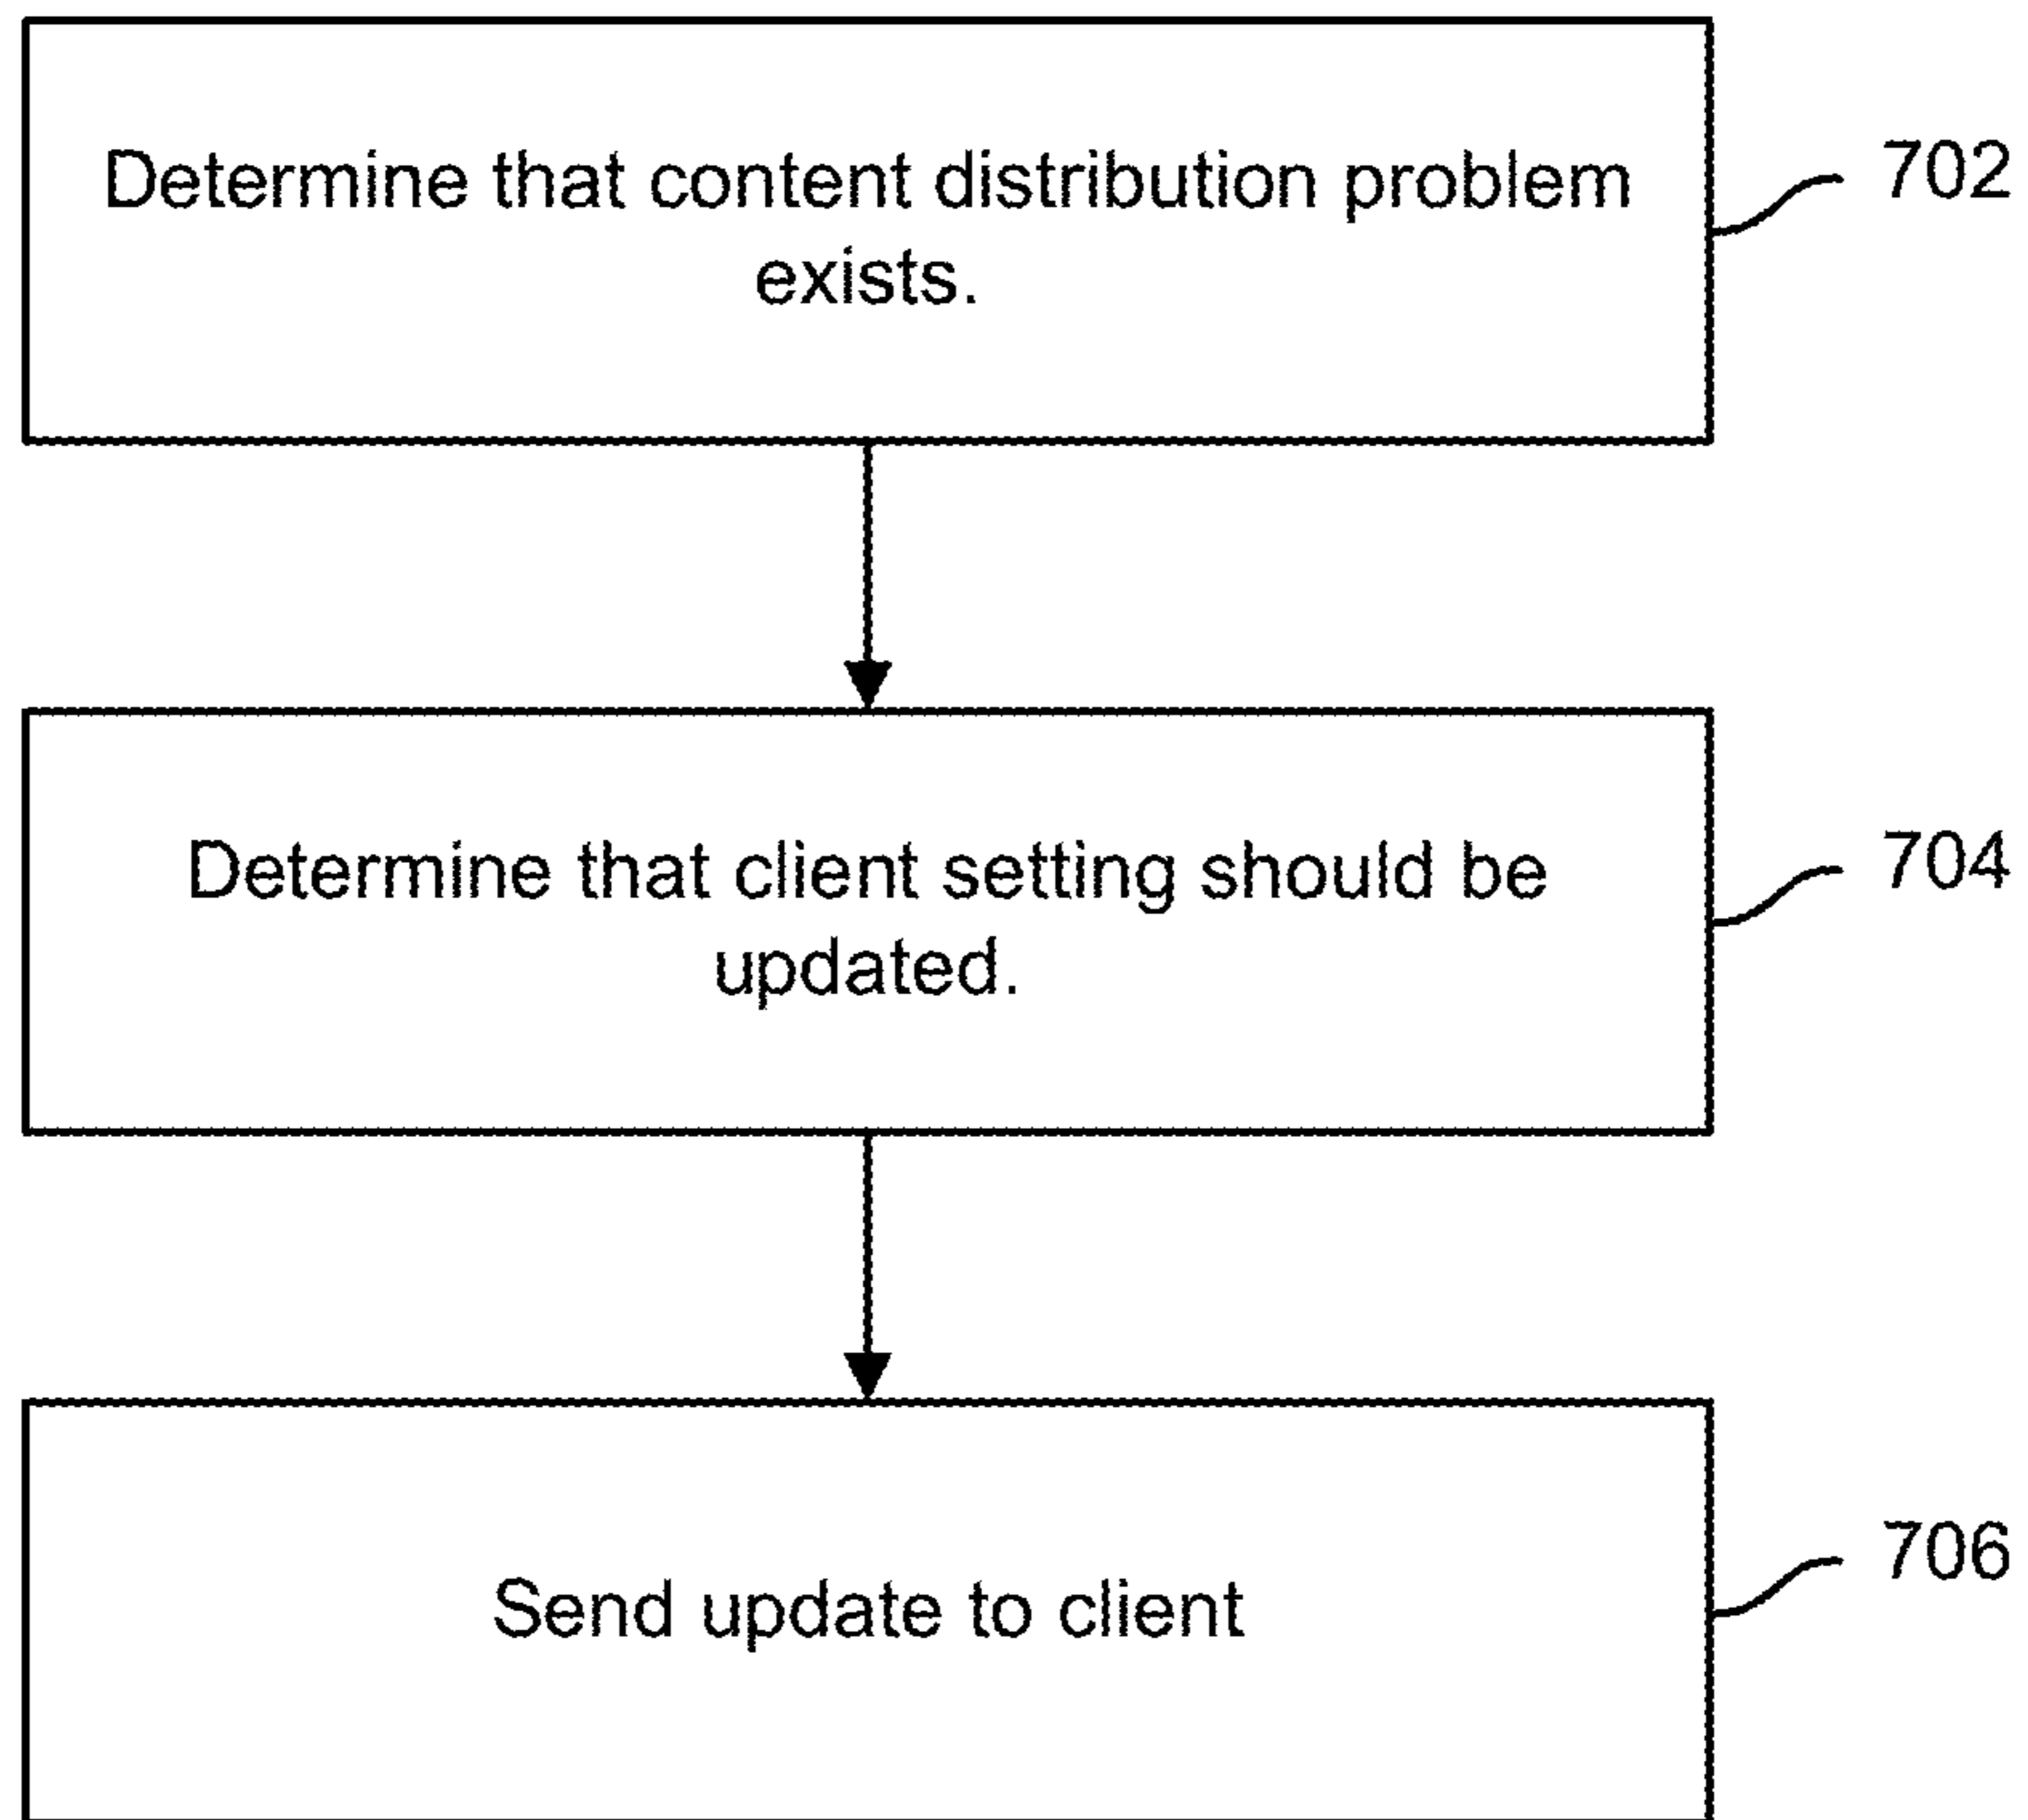 Determine that content distribution problem
exists.
702
Determine that client setting should be
updated.
704
Send update to client
706